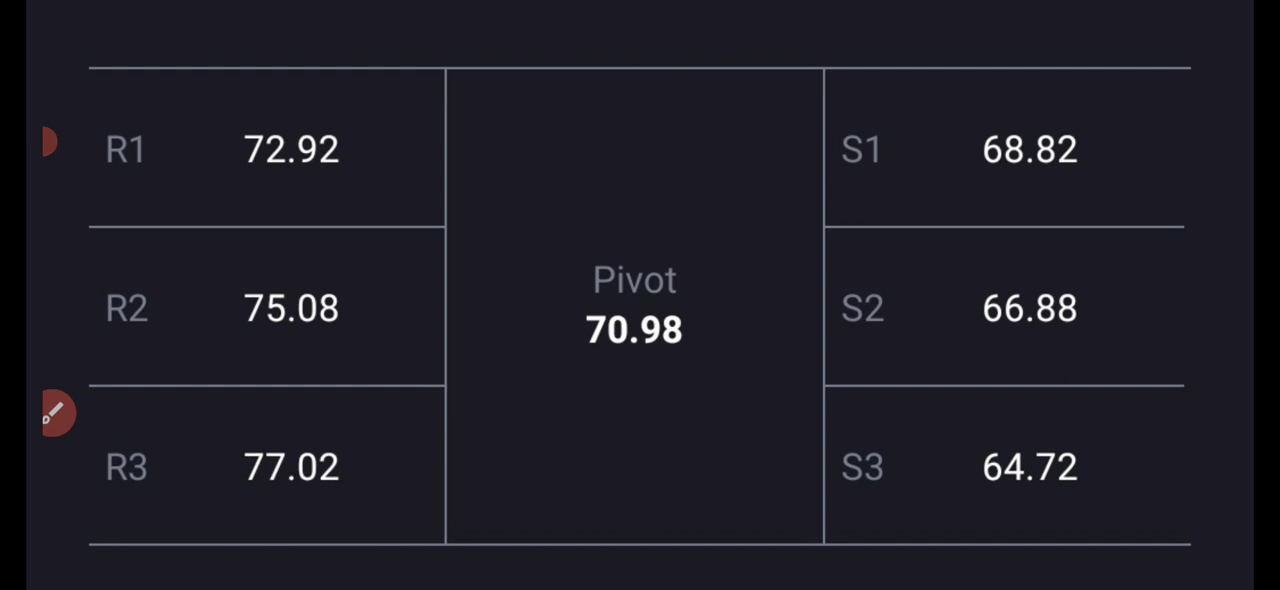 R1 72.92
R2 75.08
R3 77.02
Pivot
70.98
S1 68.82
S2 66.88
S3 64.72